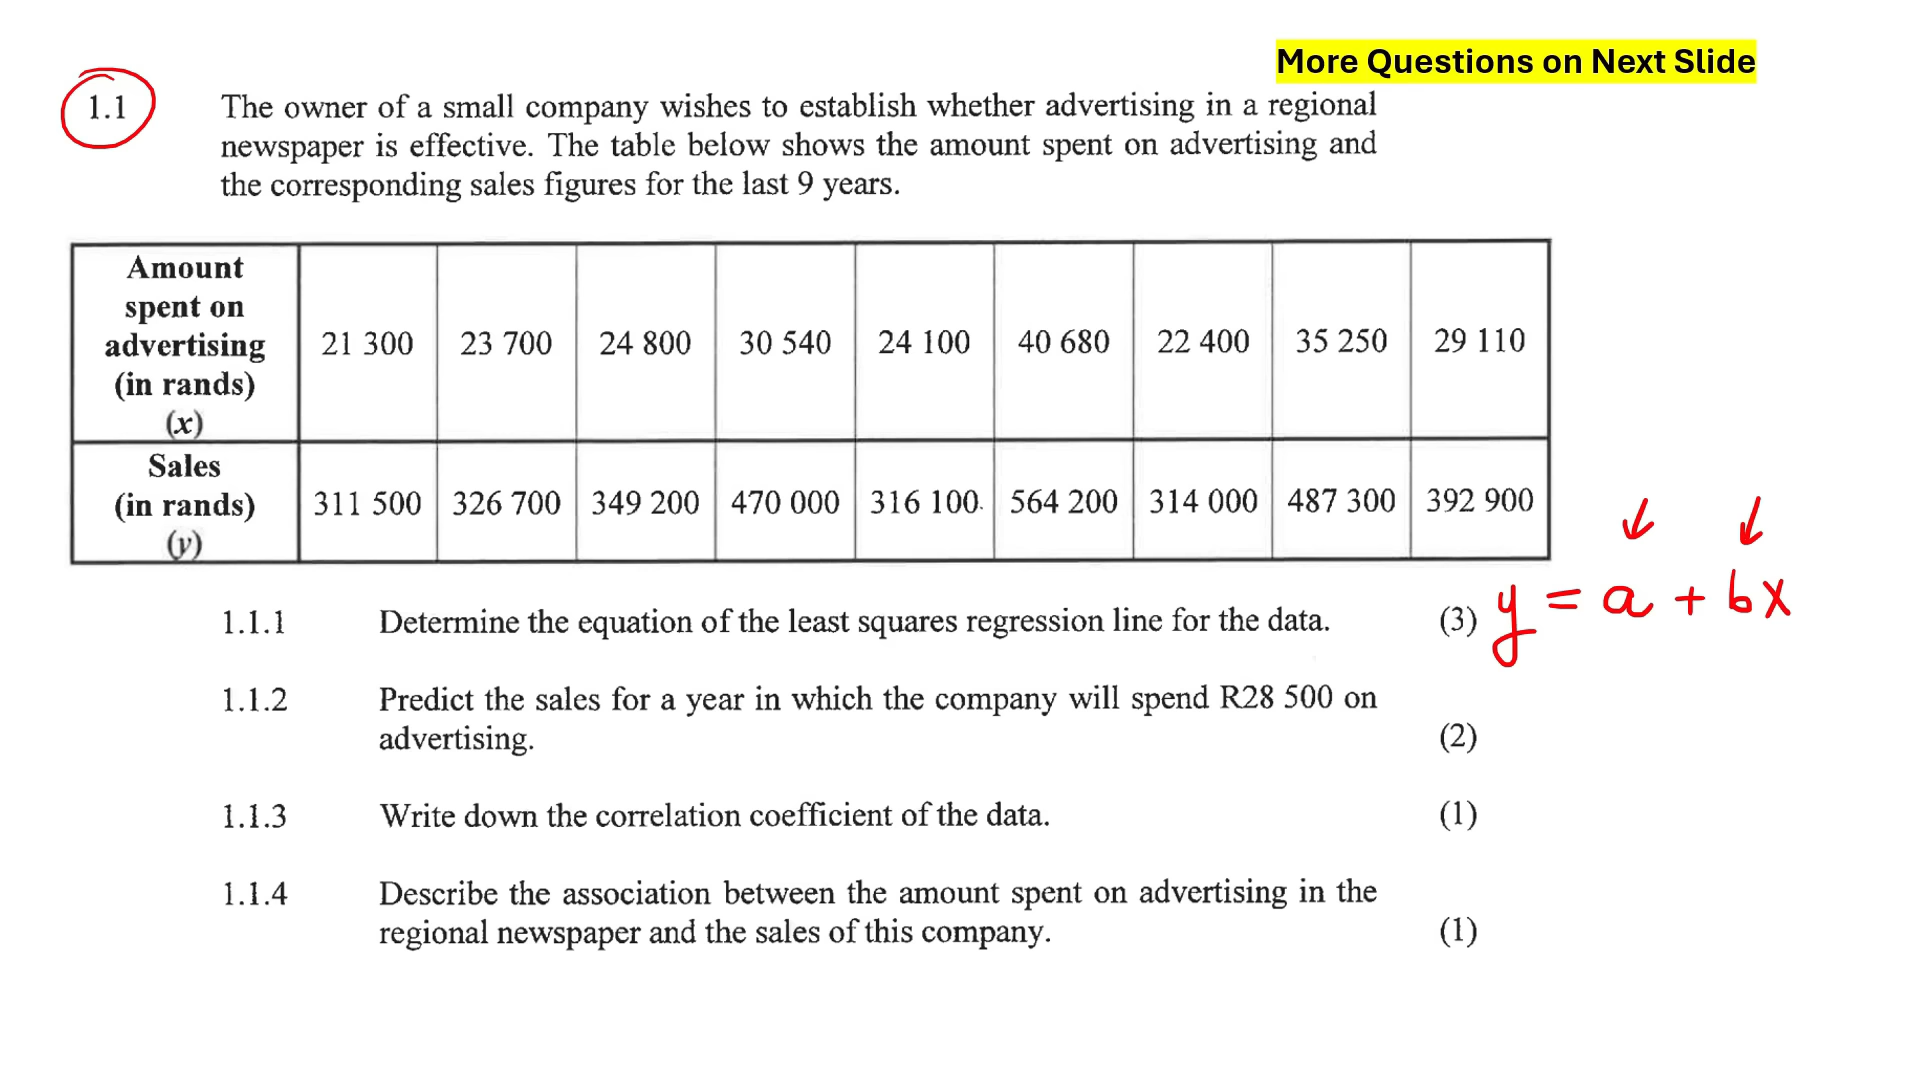 More Questions on Next Slide
1.1 The owner of a small company wishes to establish whether advertising in a regional
newspaper is effective. The table below shows the amount spent on advertising and
the corresponding sales figures for the last 9 years.
Amount
spent on
advertising
(in rands)
(x)
21 300 23 700 24 800 30 540 24 100 40 680 22 400 35 250 29 110
Sales
(in rands)
(y)
311 500 326 700 349 200 470 000 316 100 564 200 314 000 487 300 392 900
1.1.1 Determine the equation of the least squares regression line for the data. (3)
y = a + bx
1.1.2 Predict the sales for a year in which the company will spend R28 500 on
advertising. (2)
1.1.3 Write down the correlation coefficient of the data. (1)
1.1.4 Describe the association between the amount spent on advertising in the
regional newspaper and the sales of this company. (1)